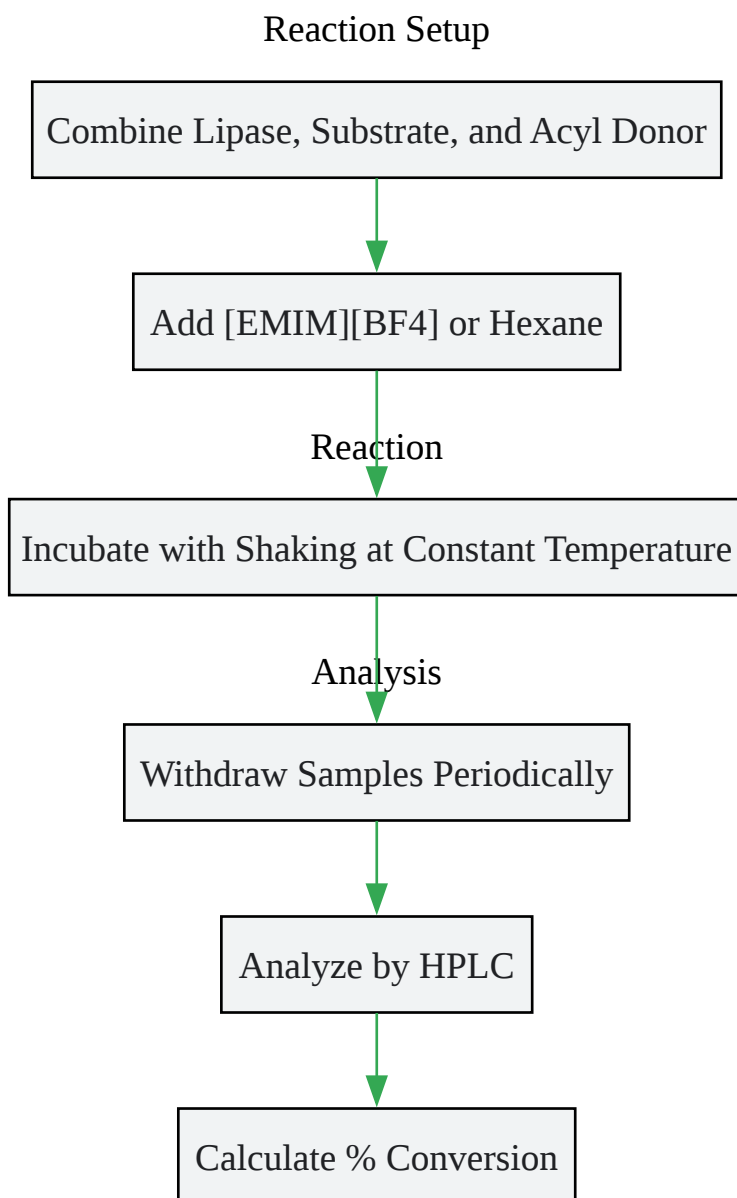 Reaction Setup
Combine Lipase, Substrate, and Acyl Donor
Add [EMIM][BF4] or Hexane
Reaction
Incubate with Shaking at Constant Temperature
Analysis
Withdraw Samples Periodically
Analyze by HPLC
Calculate % Conversion